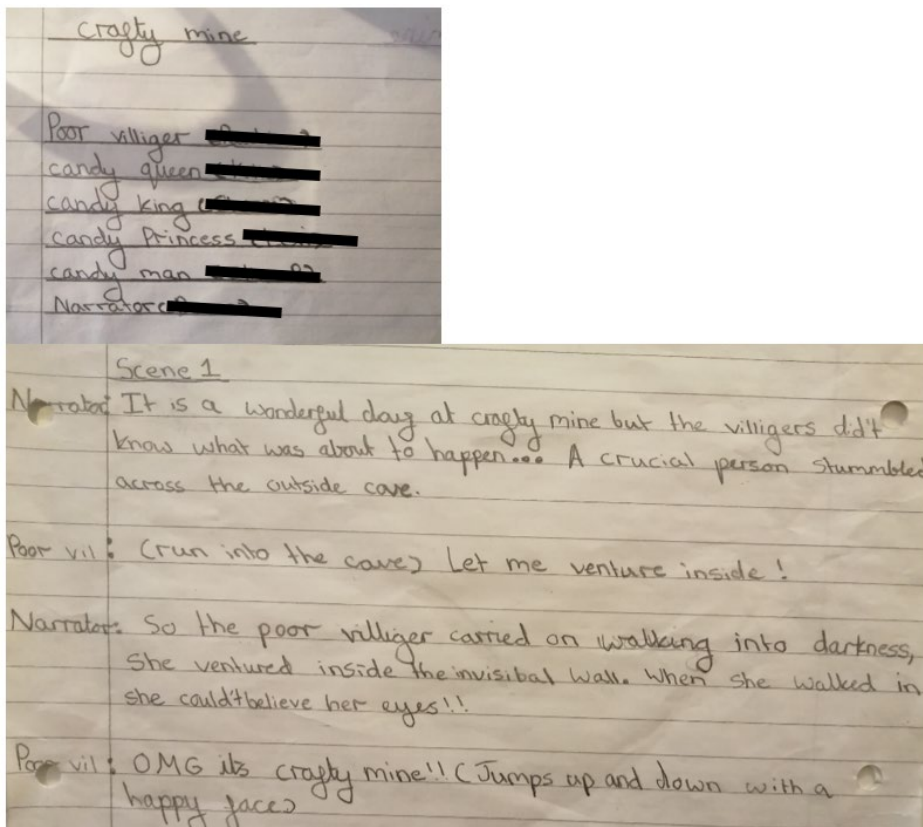 crafty mine
Poor villiger
candy queen
candy king
candy Princess
candy man
Narrator
Scene 1
Narrator: It is a wonderful day at crafty mine but the villigers did't
know what was about to happen... A crucial person stummbled
across the outside cave.
Poor vil: (run into the cave) Let me venture inside!
Narrator: So the poor villiger carried on walking into darkness,
She ventured inside the invisibal wall. When she walked in
she could't believe her eyes!!
Poor vil: OMG its crafty mine!! (Jumps up and down with a
happy face)